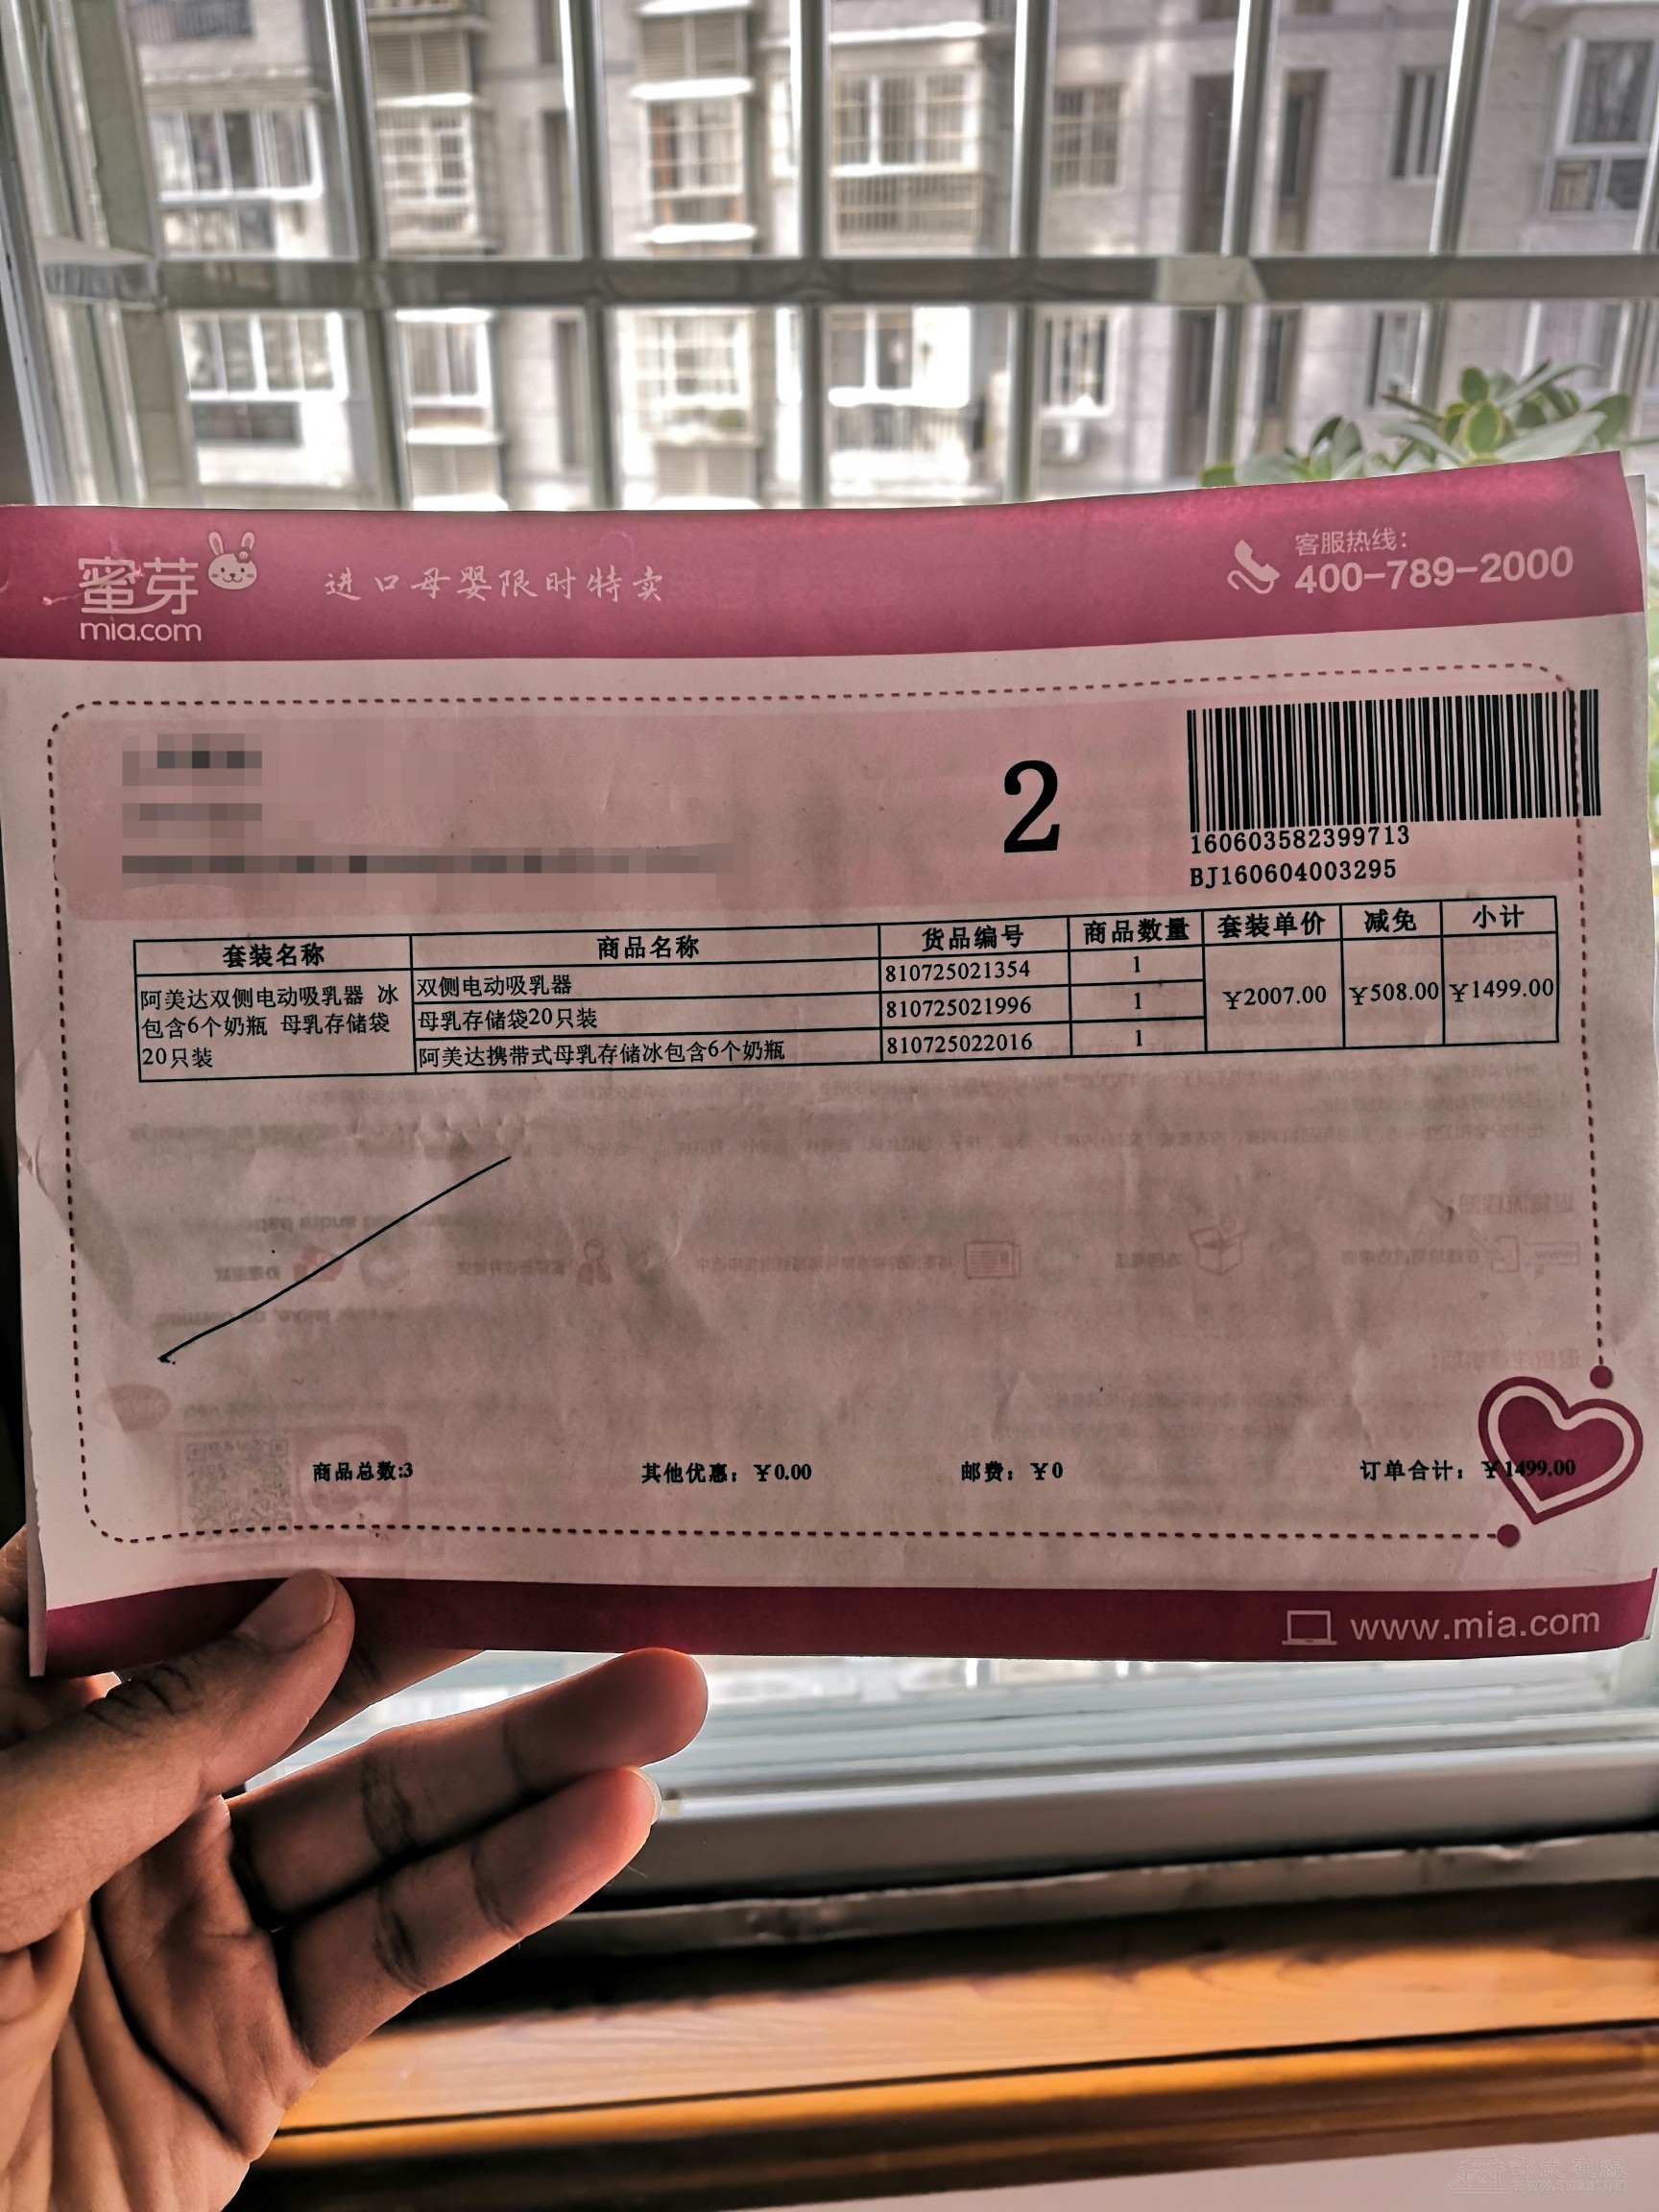 蜜芽
mia.com
进口母婴限时特卖
客服热线：
400-789-2000
2
160603582399713
BJ160604003295
套装名称 商品名称 货品编号 商品数量 套装单价 减免 小计
阿美达双侧电动吸乳器 冰
包含6个奶瓶 母乳存储袋
20只装
双侧电动吸乳器 810725021354 1
母乳存储袋20只装 810725021996 1
阿美达携带式母乳存储冰包含6个奶瓶 810725022016 1
¥2007.00 ¥508.00 ¥1499.00
商品总数:3 其他优惠：¥0.00 邮费：¥0 订单合计：¥1499.00
www.mia.com